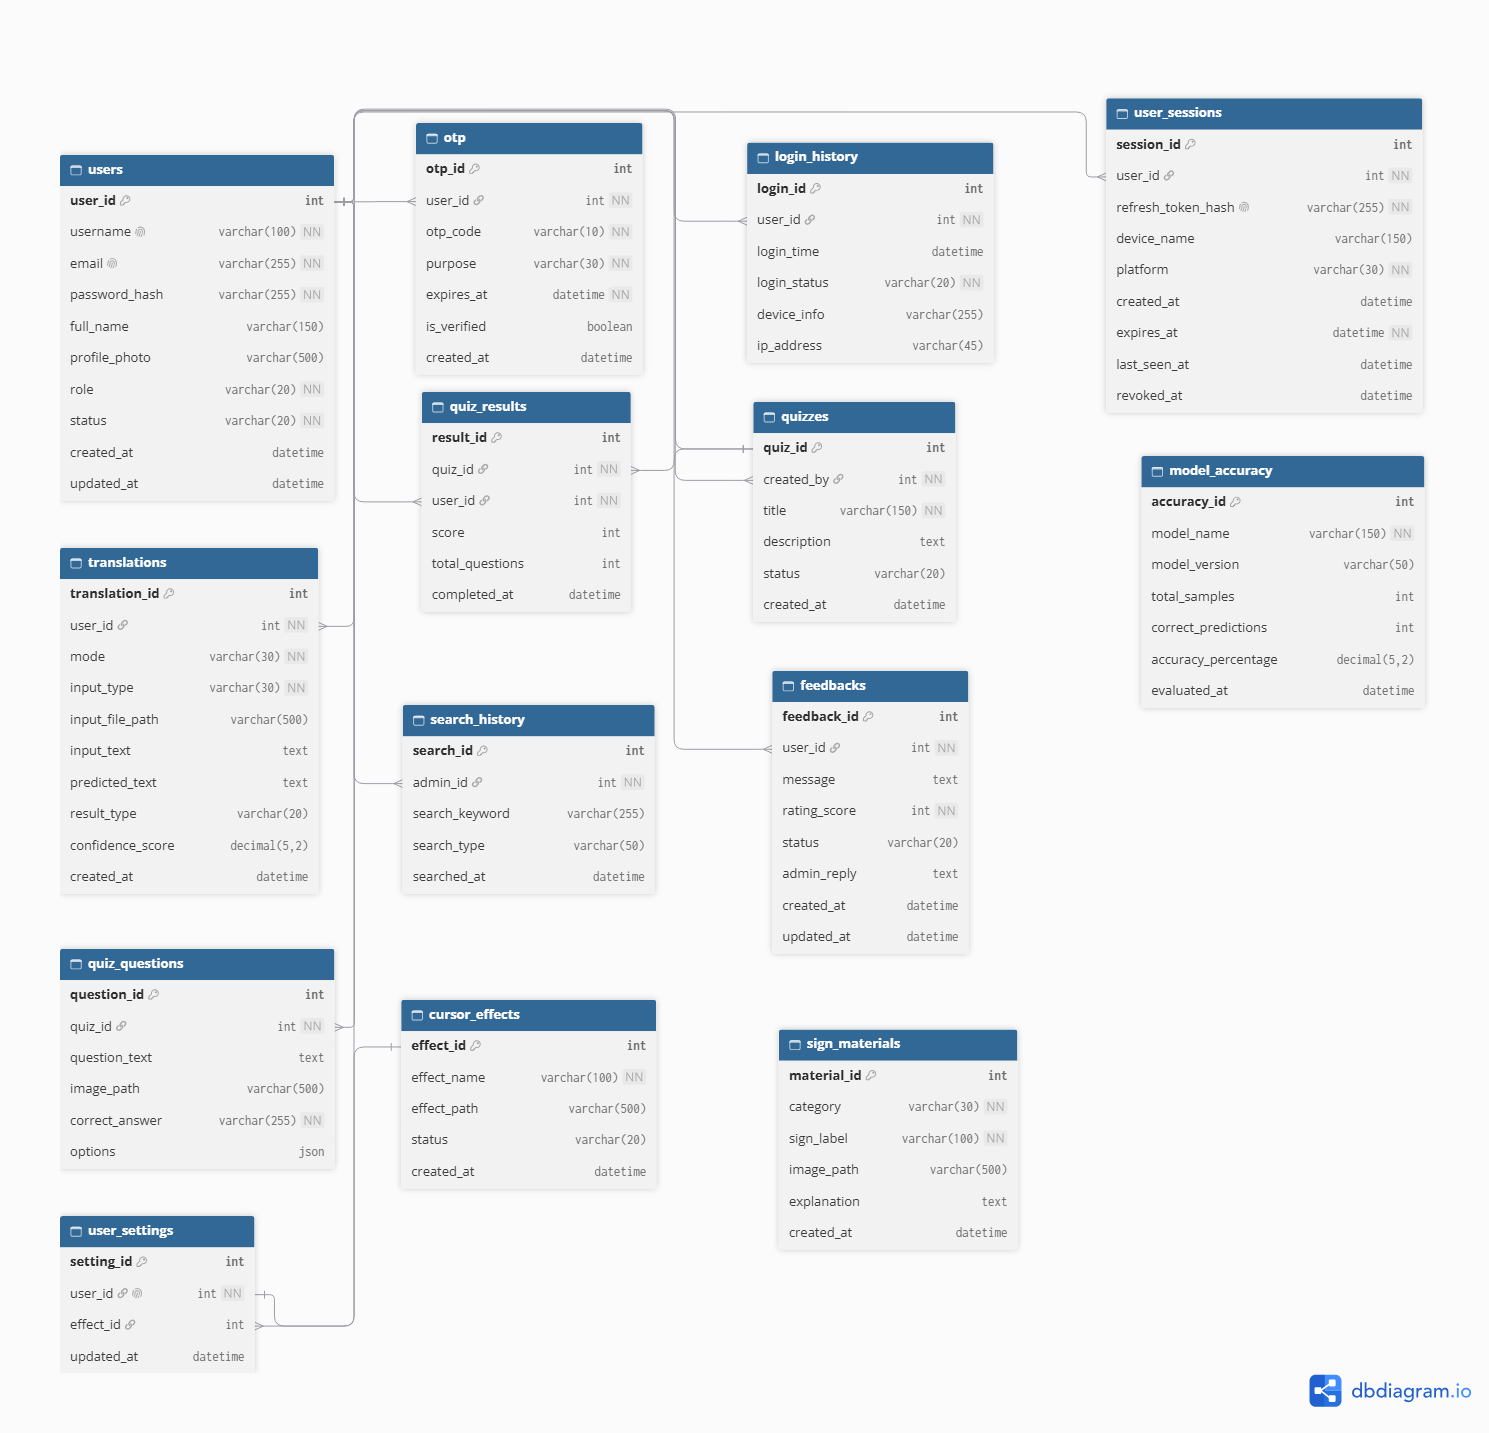 users
user_id int
username varchar(100) NN
email varchar(255) NN
password_hash varchar(255) NN
full_name varchar(150)
profile_photo varchar(500)
role varchar(20) NN
status varchar(20) NN
created_at datetime
updated_at datetime
otp
otp_id int
user_id int NN
otp_code varchar(10) NN
purpose varchar(30) NN
expires_at datetime NN
is_verified boolean
created_at datetime
login_history
login_id int
user_id int NN
login_time datetime
login_status varchar(20) NN
device_info varchar(255)
ip_address varchar(45)
user_sessions
session_id int
user_id int NN
refresh_token_hash varchar(255) NN
device_name varchar(150)
platform varchar(30) NN
created_at datetime
expires_at datetime NN
last_seen_at datetime
revoked_at datetime
quiz_results
result_id int
quiz_id int NN
user_id int NN
score int
total_questions int
completed_at datetime
quizzes
quiz_id int
created_by int NN
title varchar(150) NN
description text
status varchar(20)
created_at datetime
model_accuracy
accuracy_id int
model_name varchar(150) NN
model_version varchar(50)
total_samples int
correct_predictions int
accuracy_percentage decimal(5,2)
evaluated_at datetime
translations
translation_id int
user_id int NN
mode varchar(30) NN
input_type varchar(30) NN
input_file_path varchar(500)
input_text text
predicted_text text
result_type varchar(20)
confidence_score decimal(5,2)
created_at datetime
search_history
search_id int
admin_id int NN
search_keyword varchar(255)
search_type varchar(50)
searched_at datetime
feedbacks
feedback_id int
user_id int NN
message text
rating_score int NN
status varchar(20)
admin_reply text
created_at datetime
updated_at datetime
quiz_questions
question_id int
quiz_id int NN
question_text text
image_path varchar(500)
correct_answer varchar(255) NN
options json
cursor_effects
effect_id int
effect_name varchar(100) NN
effect_path varchar(500)
status varchar(20)
created_at datetime
sign_materials
material_id int
category varchar(30) NN
sign_label varchar(100) NN
image_path varchar(500)
explanation text
created_at datetime
user_settings
setting_id int
user_id int NN
effect_id int
updated_at datetime
dbdiagram.io